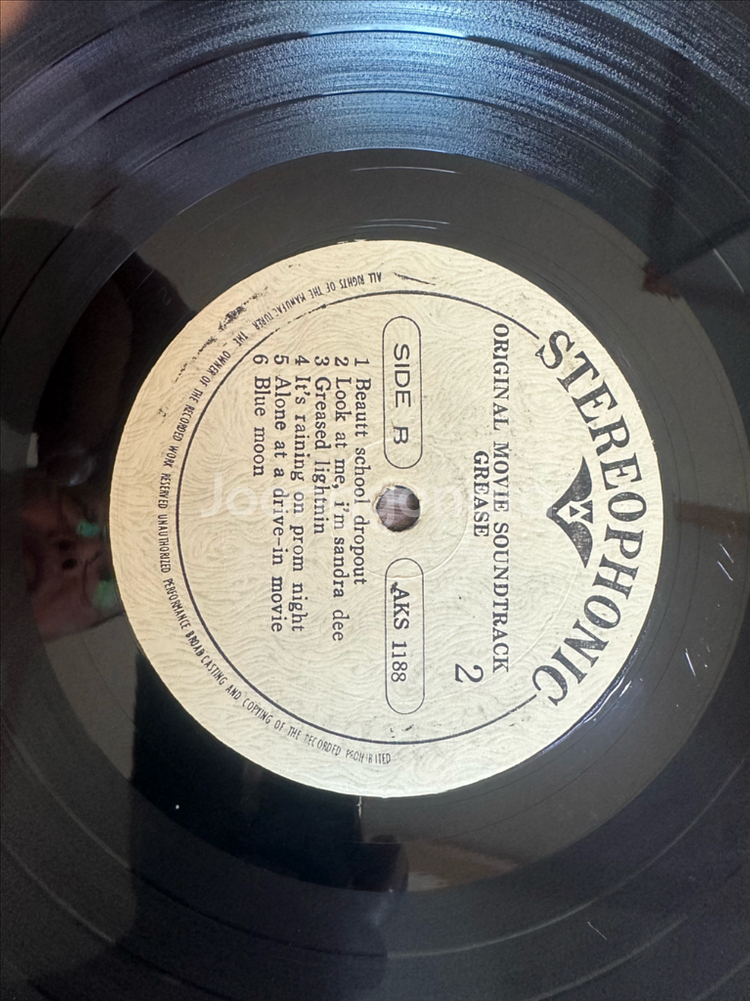 STEREOPHONIC
ORIGINAL MOVIE SOUNDTRACK
GREASE
2
SIDE B
AKS 1188
1 Beautt school dropout
2 Look at me, i'm sandra dee
3 Greased lightnin
4 It's raining on prom night
5 Alone at a drive-in movie
6 Blue moon
ALL RIGHTS OF THE MANUFACTURER THE OWNER OF THE RECORDED WORK RESERVED UNAUTHORIZED PERFORMANCE BROADCASTING AND COPYING OF THE RECORDED PROHIBITED